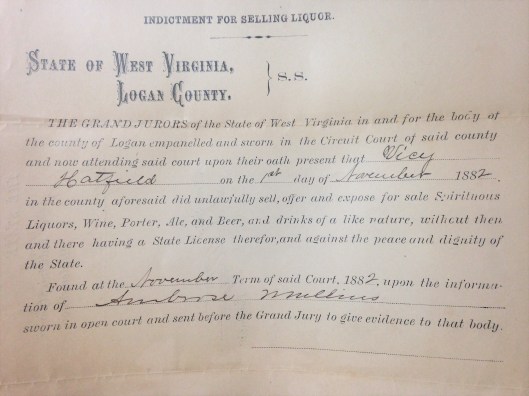 INDICTMENT FOR SELLING LIQUOR.
STATE OF WEST VIRGINIA,
LOGAN COUNTY. } S.S.
THE GRAND JURORS of the State of West Virginia in and for the body of
the county of Logan empanelled and sworn in the Circuit Court of said county
and now attending said court upon their oath present that Vicy
Hatfield on the 1st day of November 1882
in the county aforesaid did unlawfully sell, offer and expose for sale Spirituous
Liquors, Wine, Porter, Ale, and Beer, and drinks of a like nature, without then
and there having a State License therefor, and against the peace and dignity of
the State.
Found at the November Term of said Court, 1882, upon the informa-
tion of Ambrose Mullins
sworn in open court and sent before the Grand Jury to give evidence to that body.